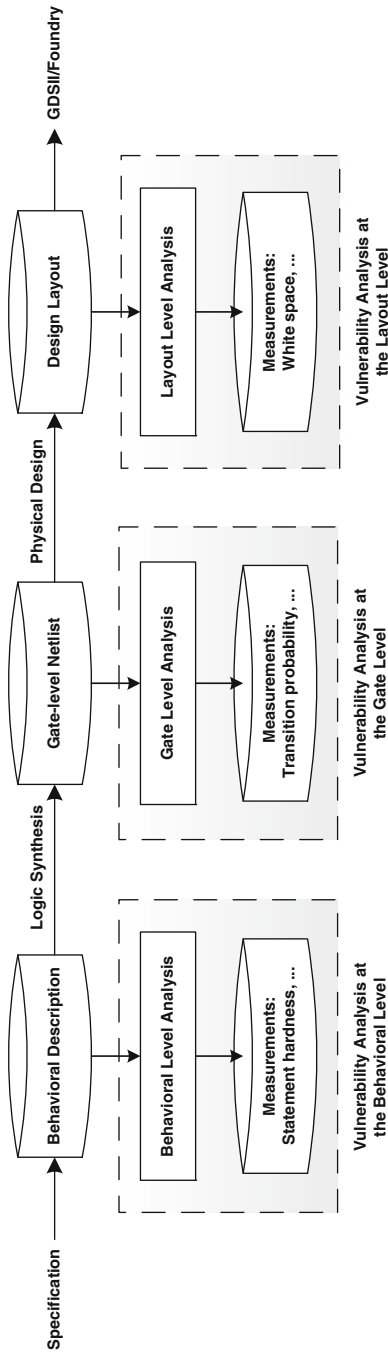 Specification
Behavioral Description
Logic Synthesis
Gate-level Netlist
Physical Design
Design Layout
GDSII/Foundry
Behavioral Level Analysis
Measurements:
Statement hardness, ...
Vulnerability Analysis at
the Behavioral Level
Gate Level Analysis
Measurements:
Transition probability, ...
Vulnerability Analysis at
the Gate Level
Layout Level Analysis
Measurements:
White space, ...
Vulnerability Analysis at
the Layout Level